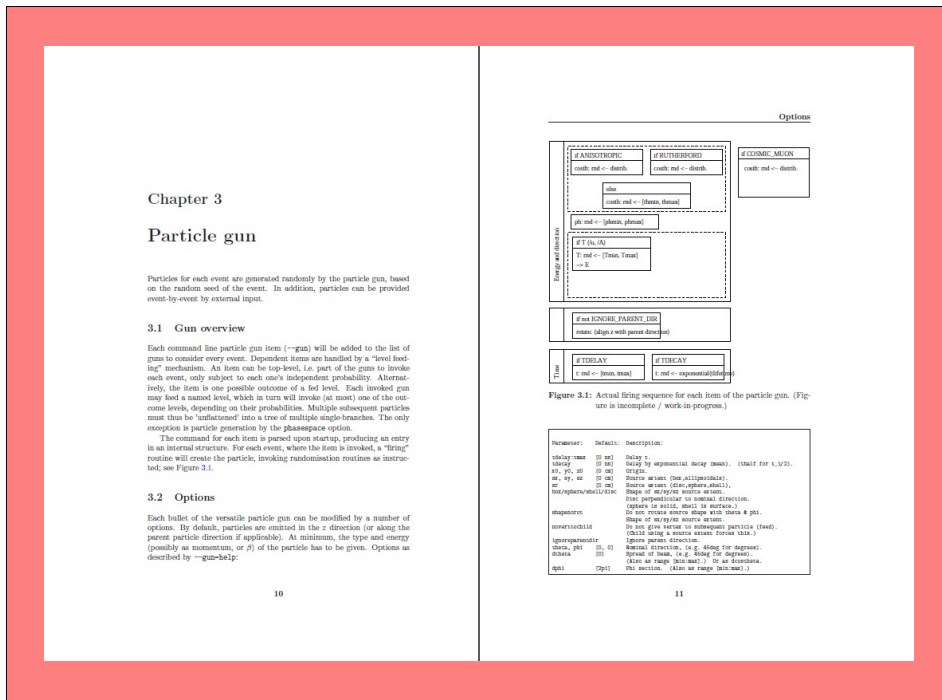 Chapter 3
Particle gun
Particles for each event are generated randomly by the particle gun, based
on the random seed of the event. In addition, particles can be provided
event-by-event by external input.
3.1 Gun overview
Each command line particle gun item (--gun) will be added to the list of
guns to consider every event. Dependent items are handled by a “level feed-
ing” mechanism. An item can be top-level, i.e. part of the guns to invoke
each event, only subject to each one's independent probability. Alternat-
ively, the item is one possible outcome of a fed level. Each invoked gun
may feed a named level, which in turn will invoke (at most) one of the out-
come levels, depending on their probabilities. Multiple subsequent particles
must thus be 'unflattened' into a tree of multiple single-branches. The only
exception is particle generation by the phasespace option.
The command for each item is parsed upon startup, producing an entry
in an internal structure. For each event, where the item is invoked, a “firing”
routine will create the particle, invoking randomisation routines as instruc-
ted; see Figure 3.1.
3.2 Options
Each bullet of the versatile particle gun can be modified by a number of
options. By default, particles are emitted in the z direction (or along the
parent particle direction if applicable). At minimum, the type and energy
(possibly as momentum, or β) of the particle has to be given. Options as
described by --gun=help:
10
Options
Energy and direction
if ANISOTROPIC
costh: rnd <- distrib.
if RUTHERFORD
costh: rnd <- distrib.
if COSMIC_MUON
costh: rnd <- distrib.
else
costh: rnd <- [thmin, thmax]
ph: rnd <- [phmin, phmax]
if T (/u, /A)
T: rnd <- [Tmin, Tmax]
-> E
if not IGNORE_PARENT_DIR
rotate: (align z with parent direction)
Time
if TDELAY
t: rnd <- [tmin, tmax]
if TDECAY
t: rnd <- exponential(lifetime)
Figure 3.1: Actual firing sequence for each item of the particle gun. (Fig-
ure is incomplete / work-in-progress.)
Parameter: Default: Description:
tdelay:tmax [0 ns] Delay t.
tdecay [0 ns] Delay by exponential decay (mean). (thalf for t_1/2).
x0, y0, z0 [0 cm] Origin.
sx, sy, sz [0 cm] Source extent (box,ellipsoidals).
sr [0 cm] Source extent (disc,sphere,shell),
box/sphere/shell/disc Shape of sx/sy/sz source extent.
Disc perpendicular to nominal direction.
(sphere is solid, shell is surface.)
shapenorot Do not rotate source shape with theta & phi.
Shape of sx/sy/sz source extent.
novertochild Do not give vertex to subsequent particle (feed).
(Child using a source extent forces this.)
ignoreparendir Ignore parent direction.
theta, phi [0, 0] Nominal direction, (e.g. 45deg for degrees).
dtheta [0] Spread of beam, (e.g. 45deg for degrees).
(Also as range [min:max].) Or as dcostheta.
dphi [2pi] Phi section. (Also as range [min:max].)
11